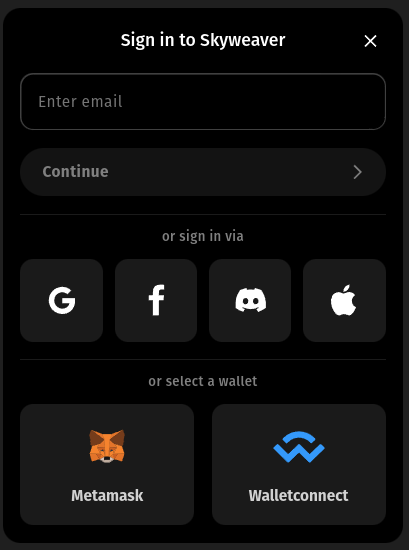 Sign in to Skyweaver
Enter email
Continue
or sign in via
or select a wallet
Metamask
Walletconnect